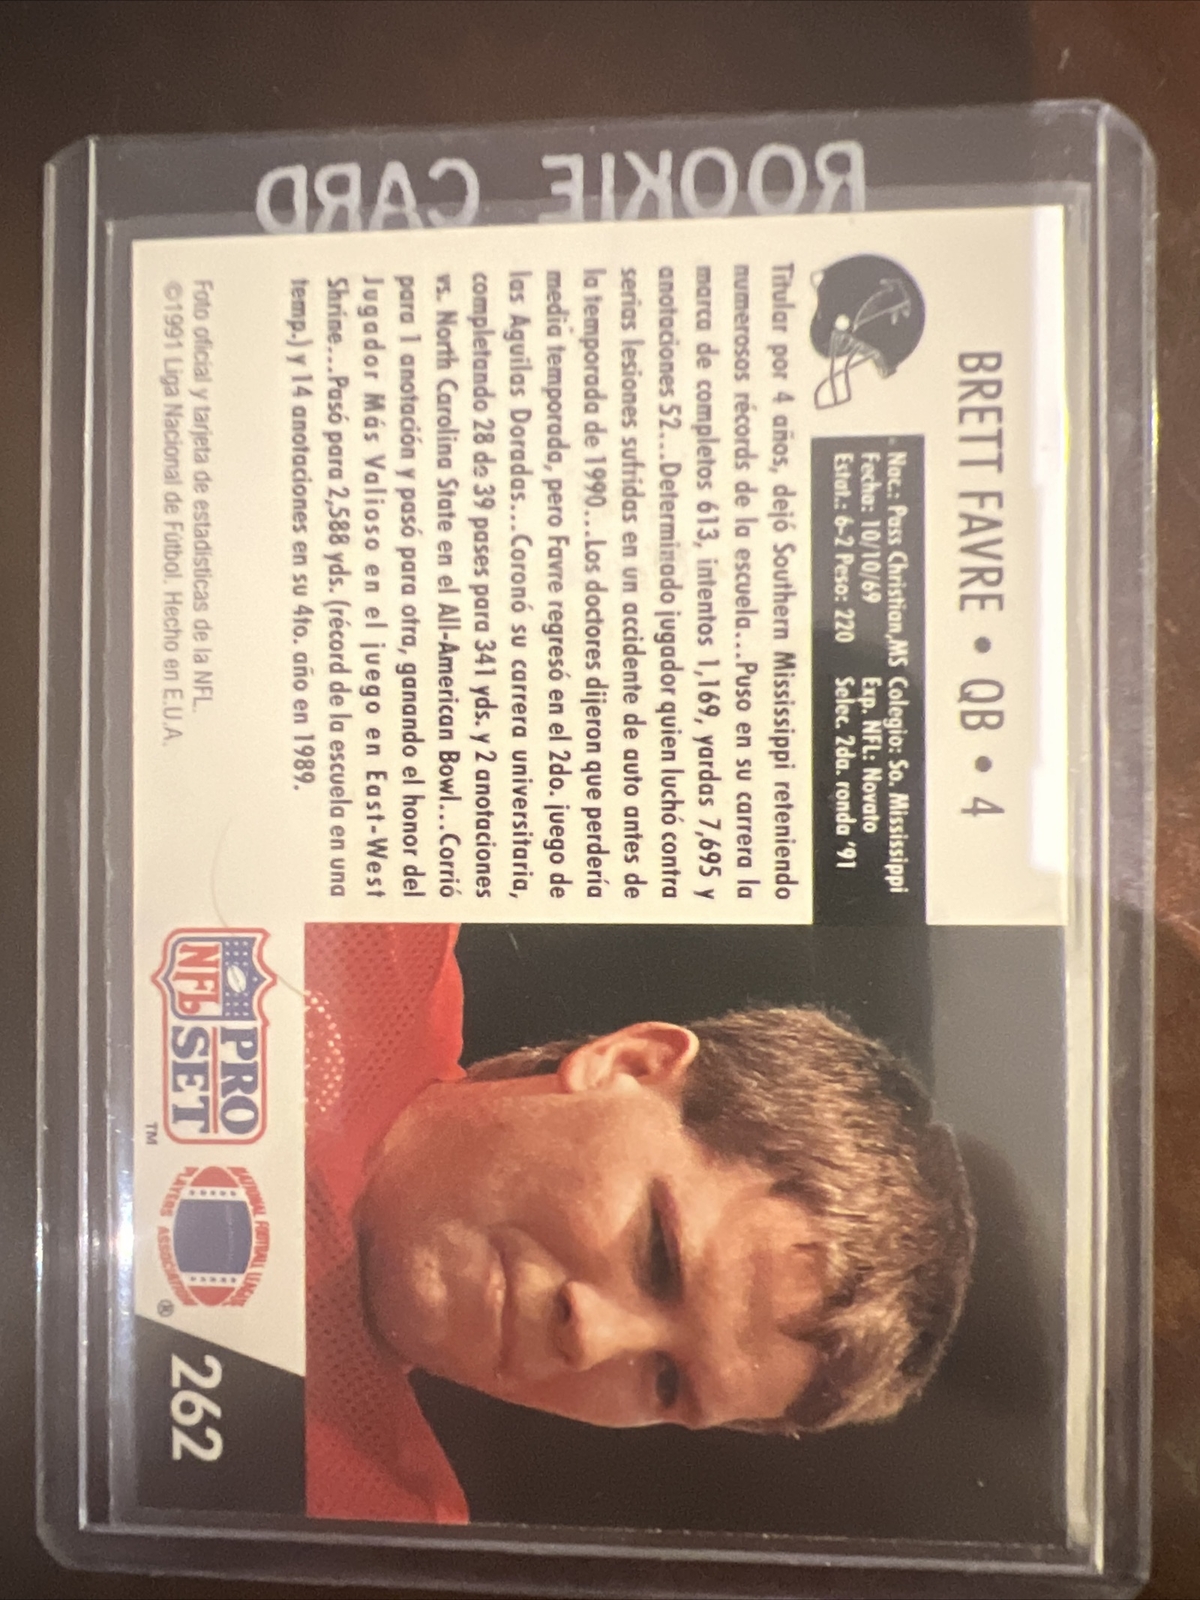 ROOKIE CARD
BRETT FAVRE • QB • 4
Nac.: Pass Christian,MS Colegio: So. Mississippi
Fecha: 10/10/69 Exp. NFL: Novato
Estat.: 6-2 Peso: 220 Selec. 2da. ronda '91
Titular por 4 años, dejó Southern Mississippi reteniendo
numerosos récords de la escuela...Puso en su carrera la
marca de completos 613, intentos 1,169, yardas 7,695 y
anotaciones 52...Determinado jugador quien luchó contra
serias lesiones sufridas en un accidente de auto antes de
la temporada de 1990...Los doctores dijeron que perdería
media temporada, pero Favre regresó en el 2do. juego de
las Aguilas Doradas...Coronó su carrera universitaria,
completando 28 de 39 pases para 341 yds. y 2 anotaciones
vs. North Carolina State en el All-American Bowl...Corrió
para 1 anotación y pasó para otra, ganando el honor del
Jugador Más Valioso en el juego en East-West
Shrine...Pasó para 2,588 yds. (récord de la escuela en una
temp.) y 14 anotaciones en su 4to. año en 1989.
Foto oficial y tarjeta de estadísticas de la NFL.
©1991 Liga Nacional de Fútbol. Hecho en E.U.A.
NFL PRO
SET
TM
NATIONAL FOOTBALL LEAGUE
PLAYERS ASSOCIATION
®
262